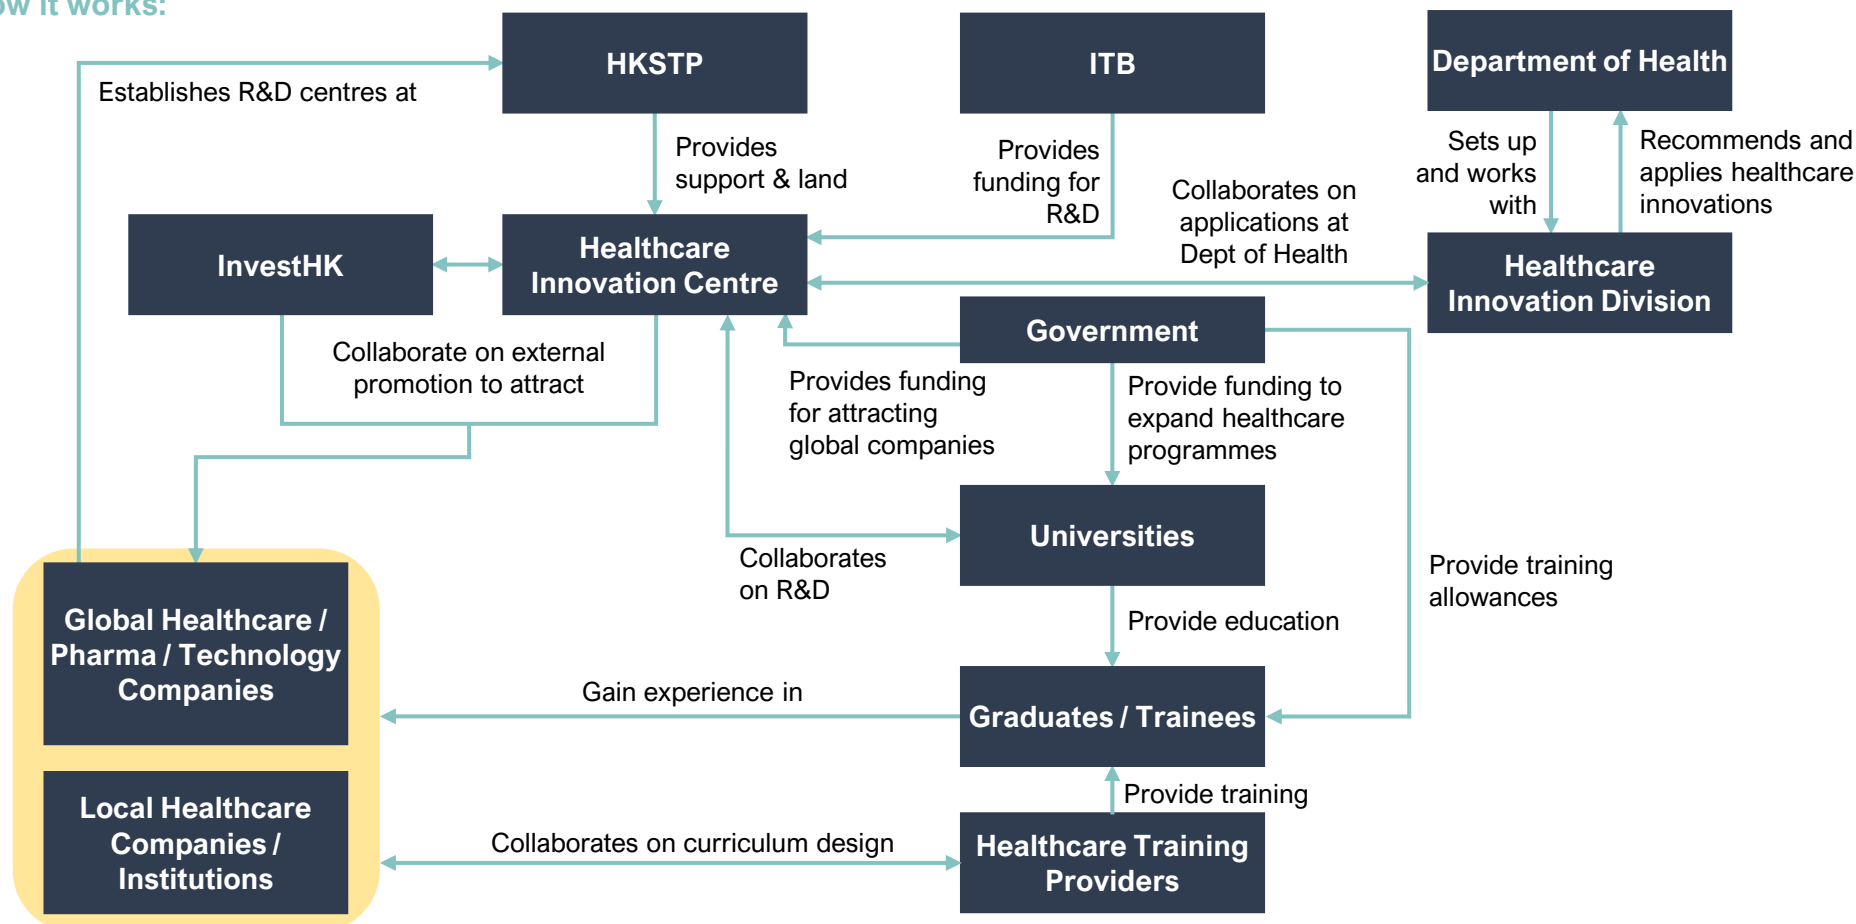 ow it works:
HKSTP
ITB
Department of Health
Establishes R&D centres at
Provides
support & land
Provides
funding for
R&D
Sets up
and works
with
Recommends and
applies healthcare
innovations
Collaborates on
applications at
Dept of Health
InvestHK
Healthcare
Innovation Centre
Healthcare
Innovation Division
Government
Collaborate on external
promotion to attract
Provides funding
for attracting
global companies
Provide funding to
expand healthcare
programmes
Universities
Collaborates
on R&D
Provide training
allowances
Global Healthcare /
Pharma / Technology
Companies
Provide education
Gain experience in
Graduates / Trainees
Provide training
Local Healthcare
Companies /
Institutions
Collaborates on curriculum design
Healthcare Training
Providers